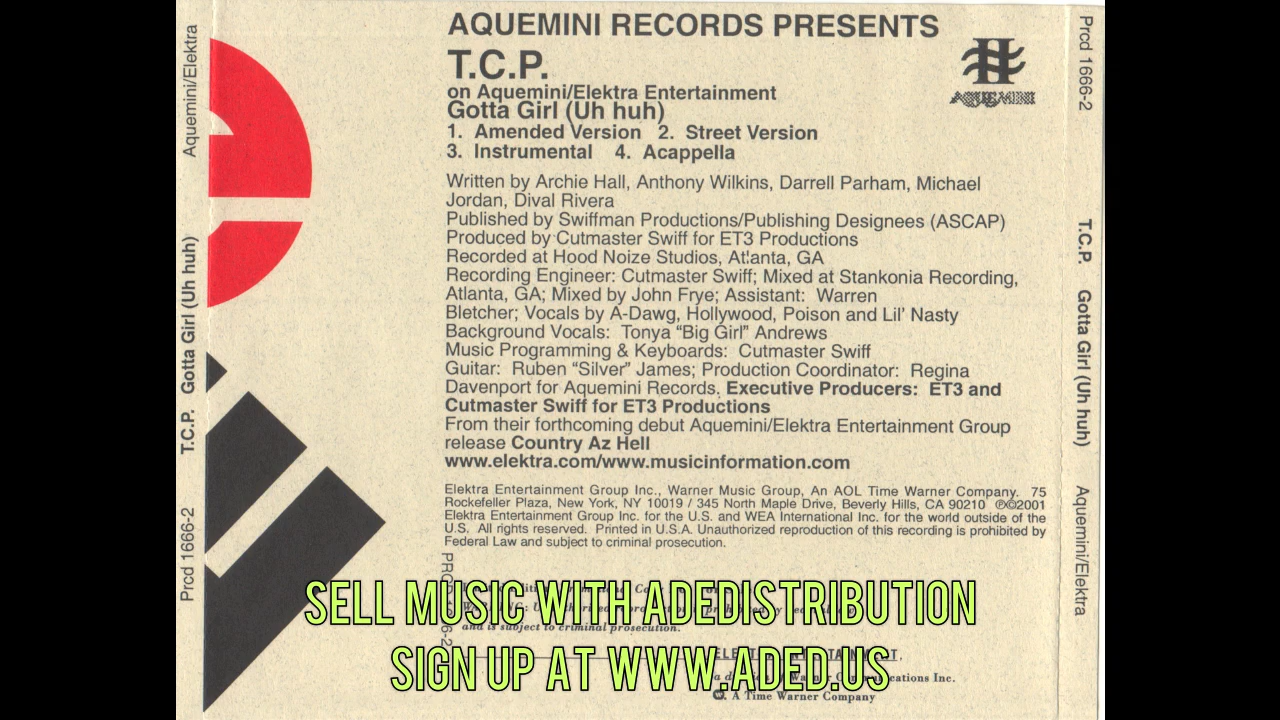 AQUEMINI RECORDS PRESENTS
T.C.P.
on Aquemini/Elektra Entertainment
Gotta Girl (Uh huh)
1. Amended Version 2. Street Version
3. Instrumental 4. Acappella
AQUEMINI
Written by Archie Hall, Anthony Wilkins, Darrell Parham, Michael
Jordan, Dival Rivera
Published by Swiffman Productions/Publishing Designees (ASCAP)
Produced by Cutmaster Swiff for ET3 Productions
Recorded at Hood Noize Studios, Atlanta, GA
Recording Engineer: Cutmaster Swiff; Mixed at Stankonia Recording,
Atlanta, GA; Mixed by John Frye; Assistant: Warren
Bletcher; Vocals by A-Dawg, Hollywood, Poison and Lil' Nasty
Background Vocals: Tonya "Big Girl" Andrews
Music Programming & Keyboards: Cutmaster Swiff
Guitar: Ruben "Silver" James; Production Coordinator: Regina
Davenport for Aquemini Records. Executive Producers: ET3 and
Cutmaster Swiff for ET3 Productions
From their forthcoming debut Aquemini/Elektra Entertainment Group
release Country Az Hell
www.elektra.com/www.musicinformation.com
Elektra Entertainment Group Inc., Warner Music Group, An AOL Time Warner Company. 75
Rockefeller Plaza, New York, NY 10019 / 345 North Maple Drive, Beverly Hills, CA 90210 ℗©2001
Elektra Entertainment Group Inc. for the U.S. and WEA International Inc. for the world outside of the
U.S. All rights reserved. Printed in U.S.A. Unauthorized reproduction of this recording is prohibited by
Federal Law and subject to criminal prosecution.
and is subject to criminal prosecution.
A Time Warner Company
SELL MUSIC WITH ADEDISTRIBUTION
SIGN UP AT WWW.ADED.US
Prcd 1666-2 T.C.P. Gotta Girl (Uh huh) Aquemini/Elektra
Prcd 1666-2 T.C.P. Gotta Girl (Uh huh) Aquemini/Elektra